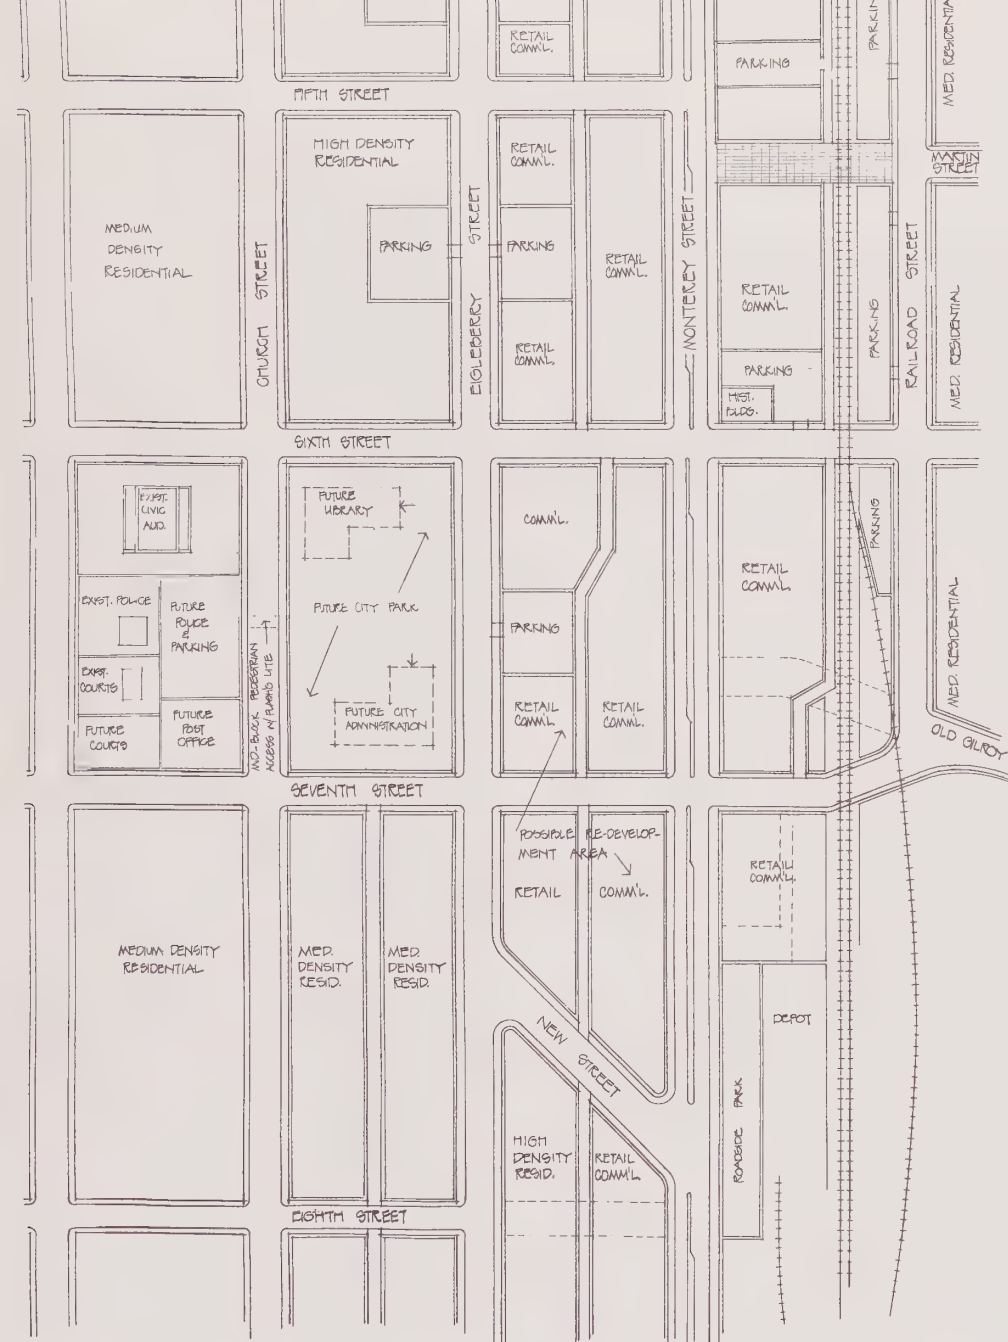 RETAIL
COMM'L.
PARKING
PARKING
MED. RESIDENTIA
FIFTH STREET
MEDIUM
DENSITY
RESIDENTIAL
CHURCH STREET
HIGH DENSITY
RESIDENTIAL
PARKING
EIGLEBERRY STREET
RETAIL
COMM'L.
PARKING
RETAIL
COMM'L.
RETAIL
COMM'L.
MONTEREY STREET
RETAIL
COMM'L.
PARKING
HIST.
BLDG.
PARKING
RAILROAD STREET
MARTIN
STREET
MED. RESIDENTIAL
SIXTH STREET
EXIST.
CIVIC
AUD.
EXIST. POLICE
FUTURE
POLICE
&
PARKING
EXIST.
COURTS
FUTURE
COURTS
FUTURE
POST
OFFICE
MID-BLOCK PEDESTRIAN
ACCESS W/FLASH'G LITE
FUTURE
LIBRARY
FUTURE CITY PARK
FUTURE CITY
ADMINISTRATION
COMM'L.
PARKING
RETAIL
COMM'L.
RETAIL
COMM'L.
RETAIL
COMM'L.
PARKING
MED. RESIDENTIAL
OLD GILROY
SEVENTH STREET
MEDIUM DENSITY
RESIDENTIAL
MED.
DENSITY
RESID.
MED.
DENSITY
RESID.
POSSIBLE RE-DEVELOP-
MENT AREA
RETAIL COMM'L.
NEW STREET
HIGH
DENSITY
RESID.
RETAIL
COMM'L
RETAIL
COMM'L.
DEPOT
ROADSIDE PARK
EIGHTH STREET